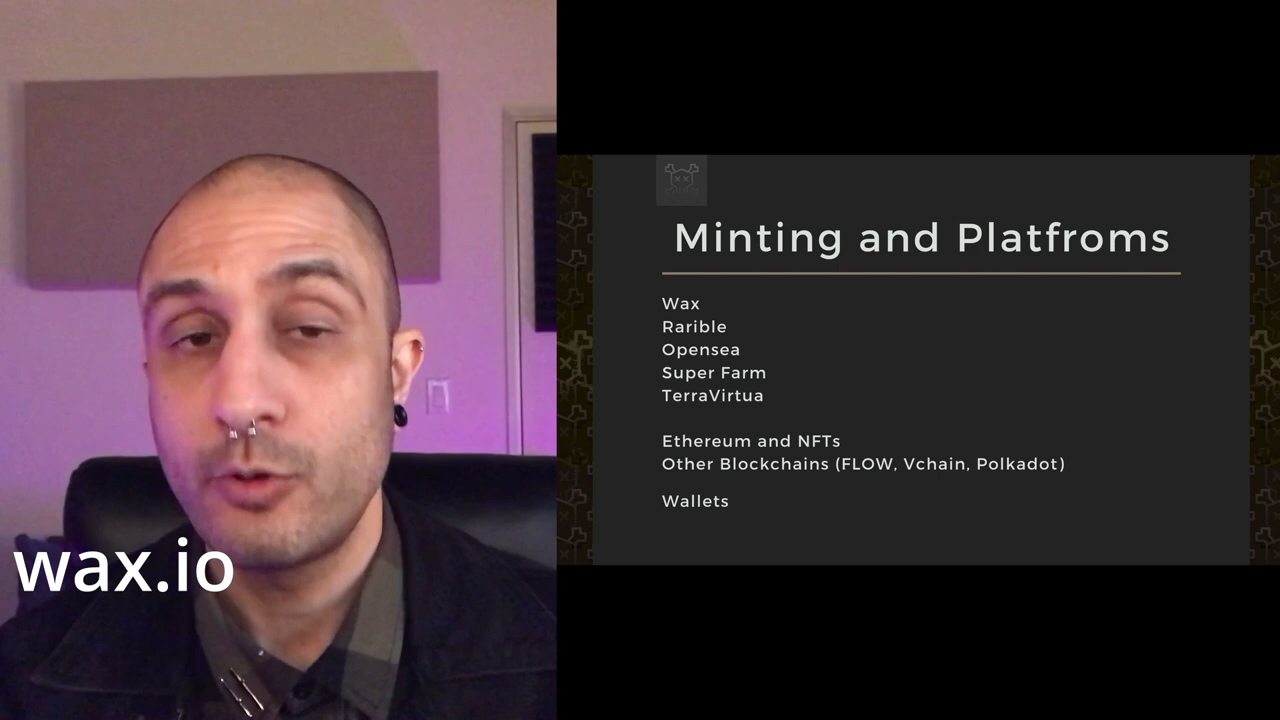 wax.io
Minting and Platfroms
Wax
Rarible
Opensea
Super Farm
TerraVirtua
Ethereum and NFTs
Other Blockchains (FLOW, Vchain, Polkadot)
Wallets